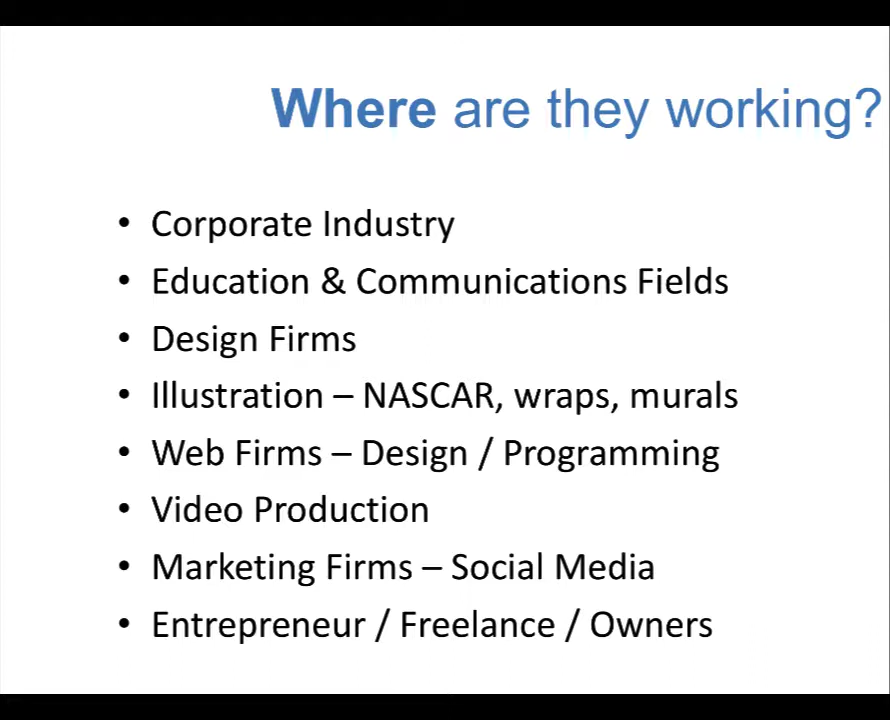 Where are they working?
• Corporate Industry
• Education & Communications Fields
• Design Firms
• Illustration – NASCAR, wraps, murals
• Web Firms – Design / Programming
• Video Production
• Marketing Firms – Social Media
• Entrepreneur / Freelance / Owners